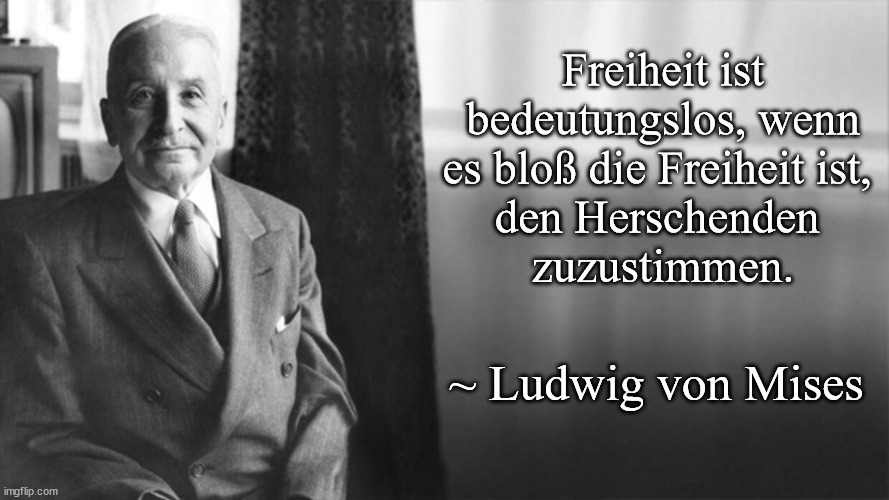 Freiheit ist
bedeutungslos, wenn
es bloß die Freiheit ist,
den Herschenden
zuzustimmen.
~ Ludwig von Mises
imgflip.com